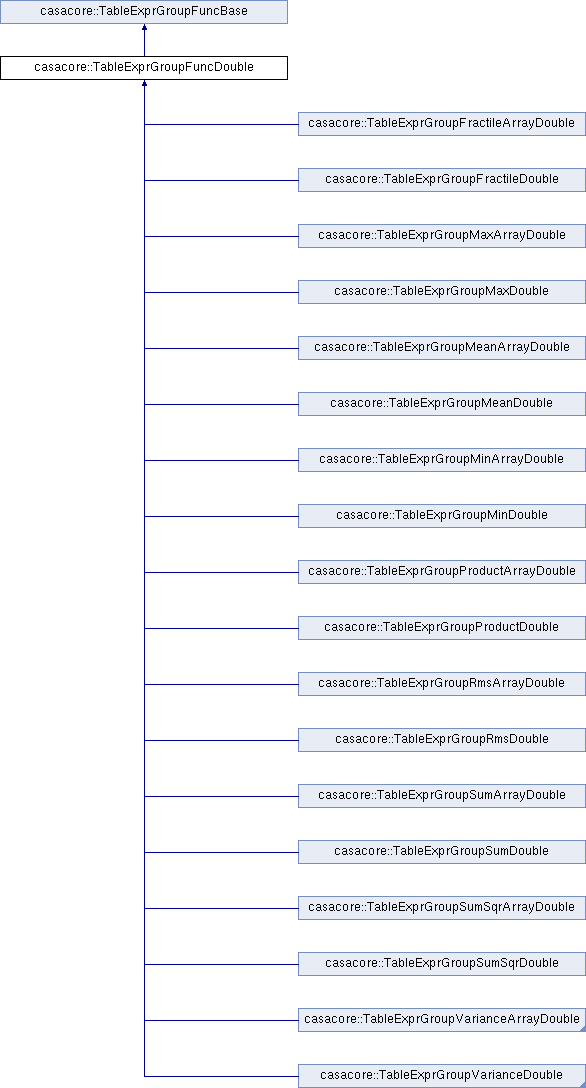 casacore::TableExprGroupFuncBase
casacore::TableExprGroupFuncDouble
casacore::TableExprGroupFractileArrayDouble
casacore::TableExprGroupFractileDouble
casacore::TableExprGroupMaxArrayDouble
casacore::TableExprGroupMaxDouble
casacore::TableExprGroupMeanArrayDouble
casacore::TableExprGroupMeanDouble
casacore::TableExprGroupMinArrayDouble
casacore::TableExprGroupMinDouble
casacore::TableExprGroupProductArrayDouble
casacore::TableExprGroupProductDouble
casacore::TableExprGroupRmsArrayDouble
casacore::TableExprGroupRmsDouble
casacore::TableExprGroupSumArrayDouble
casacore::TableExprGroupSumDouble
casacore::TableExprGroupSumSqrArrayDouble
casacore::TableExprGroupSumSqrDouble
casacore::TableExprGroupVarianceArrayDouble
casacore::TableExprGroupVarianceDouble